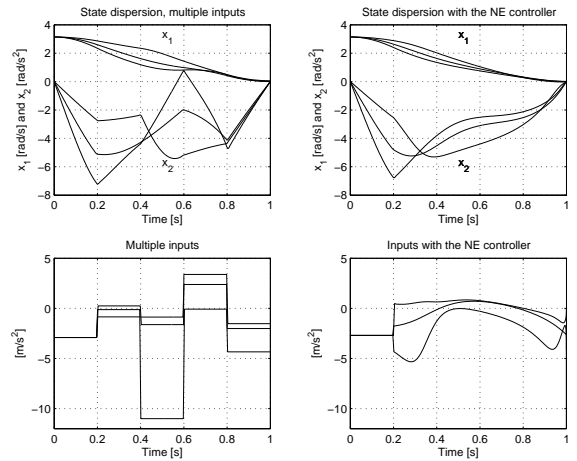 State dispersion, multiple intputs
4
2
0
−2
−4
−6
−8
x1 [rad/s] and x2 [rad/s²]
x1
x2
0 0.2 0.4 0.6 0.8 1
Time [s]
State dispersion with the NE controller
4
2
0
−2
−4
−6
−8
x1 [rad/s] and x2 [rad/s²]
x1
x2
0 0.2 0.4 0.6 0.8 1
Time [s]
Multiple inputs
5
0
−5
−10
[m/s²]
0 0.2 0.4 0.6 0.8 1
Time [s]
Inputs with the NE controller
5
0
−5
−10
[m/s²]
0 0.2 0.4 0.6 0.8 1
Time [s]